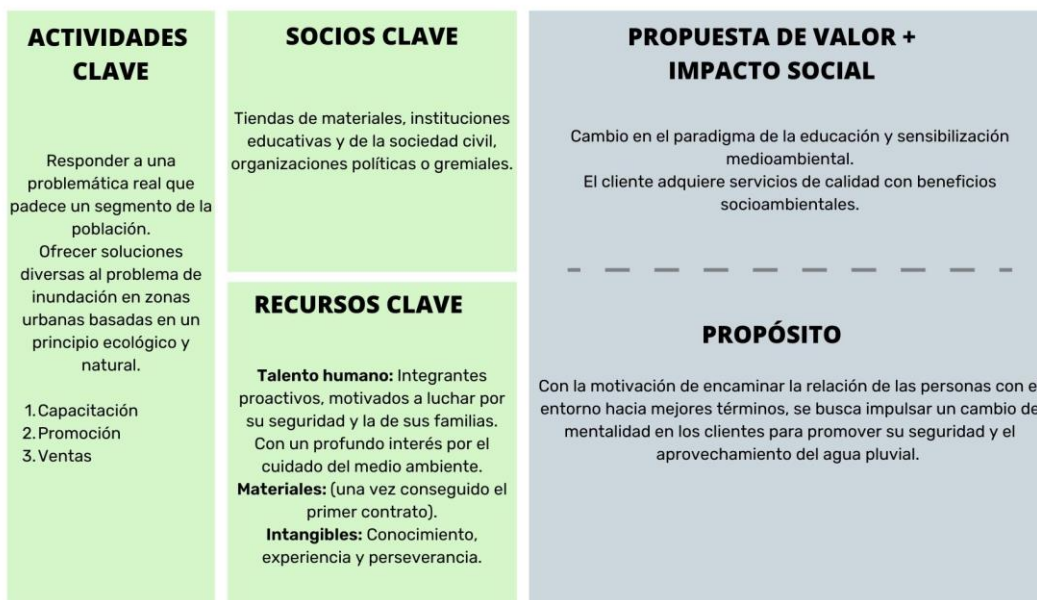 ACTIVIDADES
CLAVE
Responder a una
problemática real que
padece un segmento de la
población.
Ofrecer soluciones
diversas al problema de
inundación en zonas
urbanas basadas en un
principio ecológico y
natural.
1. Capacitación
2. Promoción
3. Ventas
SOCIOS CLAVE
Tiendas de materiales, instituciones
educativas y de la sociedad civil,
organizaciones políticas o gremiales.
RECURSOS CLAVE
Talento humano: Integrantes
proactivos, motivados a luchar por
su seguridad y la de sus familias.
Con un profundo interés por el
cuidado del medio ambiente.
Materiales: (una vez conseguido el
primer contrato).
Intangibles: Conocimiento,
experiencia y perseverancia.
PROPUESTA DE VALOR +
IMPACTO SOCIAL
Cambio en el paradigma de la educación y sensibilización
medioambiental.
El cliente adquiere servicios de calidad con beneficios
socioambientales.
PROPÓSITO
Con la motivación de encaminar la relación de las personas con e
entorno hacia mejores términos, se busca impulsar un cambio de
mentalidad en los clientes para promover su seguridad y el
aprovechamiento del agua pluvial.